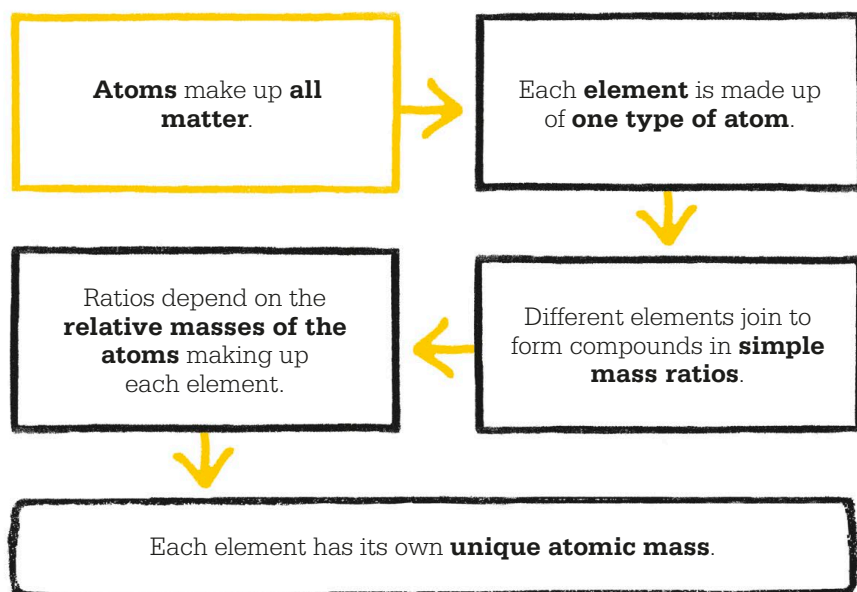 Atoms make up all
matter.
Each element is made up
of one type of atom.
Different elements join to
form compounds in simple
mass ratios.
Ratios depend on the
relative masses of the
atoms making up
each element.
Each element has its own unique atomic mass.